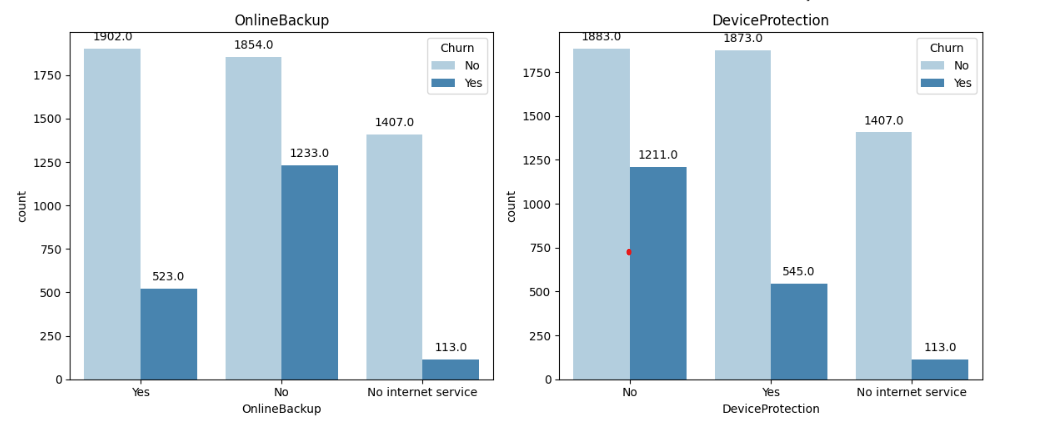 OnlineBackup
Churn
No
Yes
1902.0
1854.0
1407.0
523.0
1233.0
113.0
1750
1500
1250
1000
750
500
250
0
count
Yes
No
No internet service
OnlineBackup
DeviceProtection
Churn
No
Yes
1883.0
1873.0
1407.0
1211.0
545.0
113.0
1750
1500
1250
1000
750
500
250
0
count
No
Yes
No internet service
DeviceProtection